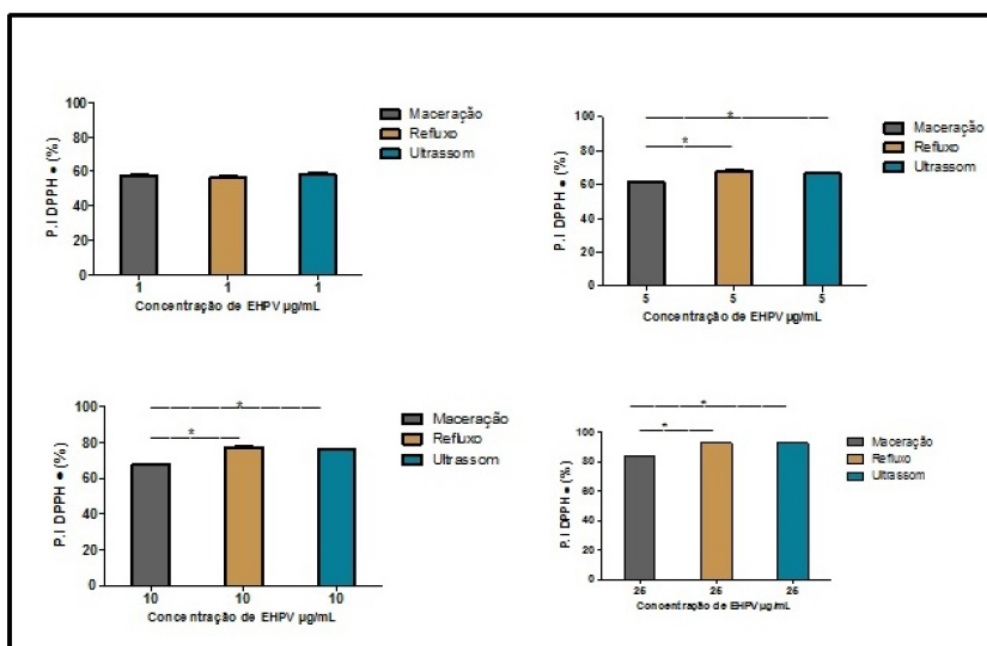 100
80
60
40
20
0
P.I DPPH ● (%)
1 1 1
Concentração de EHPV µg/mL
Maceração
Refluxo
Ultrassom
100
80
60
40
20
0
P.I DPPH ● (%)
* 
*
5 5 5
Concentração de EHPV µg/mL
Maceração
Refluxo
Ultrassom
100
80
60
40
20
0
P.I DPPH ● (%)
*
*
10 10 10
Concentração de EHPV µg/mL
Maceração
Refluxo
Ultrassom
100
80
60
40
20
0
P.I DPPH ● (%)
*
*
25 25 25
Concentração de EHPV µg/mL
Maceração
Refluxo
Ultrassom